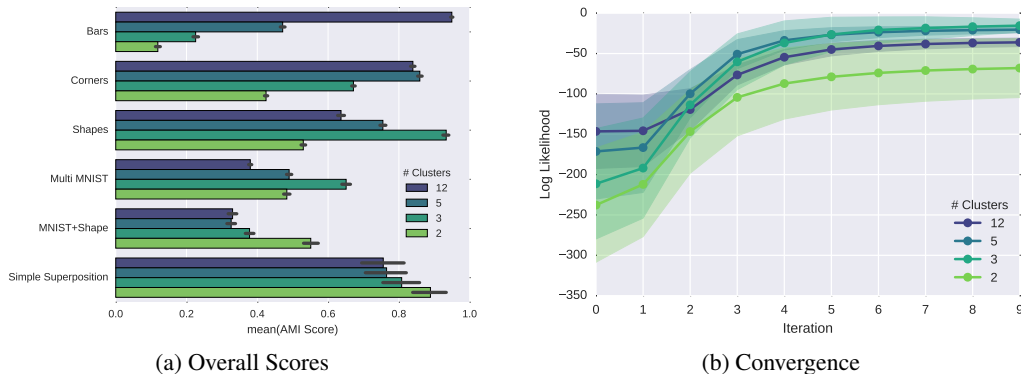 Bars
Corners
Shapes
Multi MNIST
MNIST+Shape
Simple Superposition
# Clusters
12
5
3
2
0.0 0.2 0.4 0.6 0.8 1.0
mean(AMI Score)
(a) Overall Scores
0
−50
−100
−150
−200
−250
−300
−350
Log Likelihood
# Clusters
12
5
3
2
0 1 2 3 4 5 6 7 8 9
Iteration
(b) Convergence